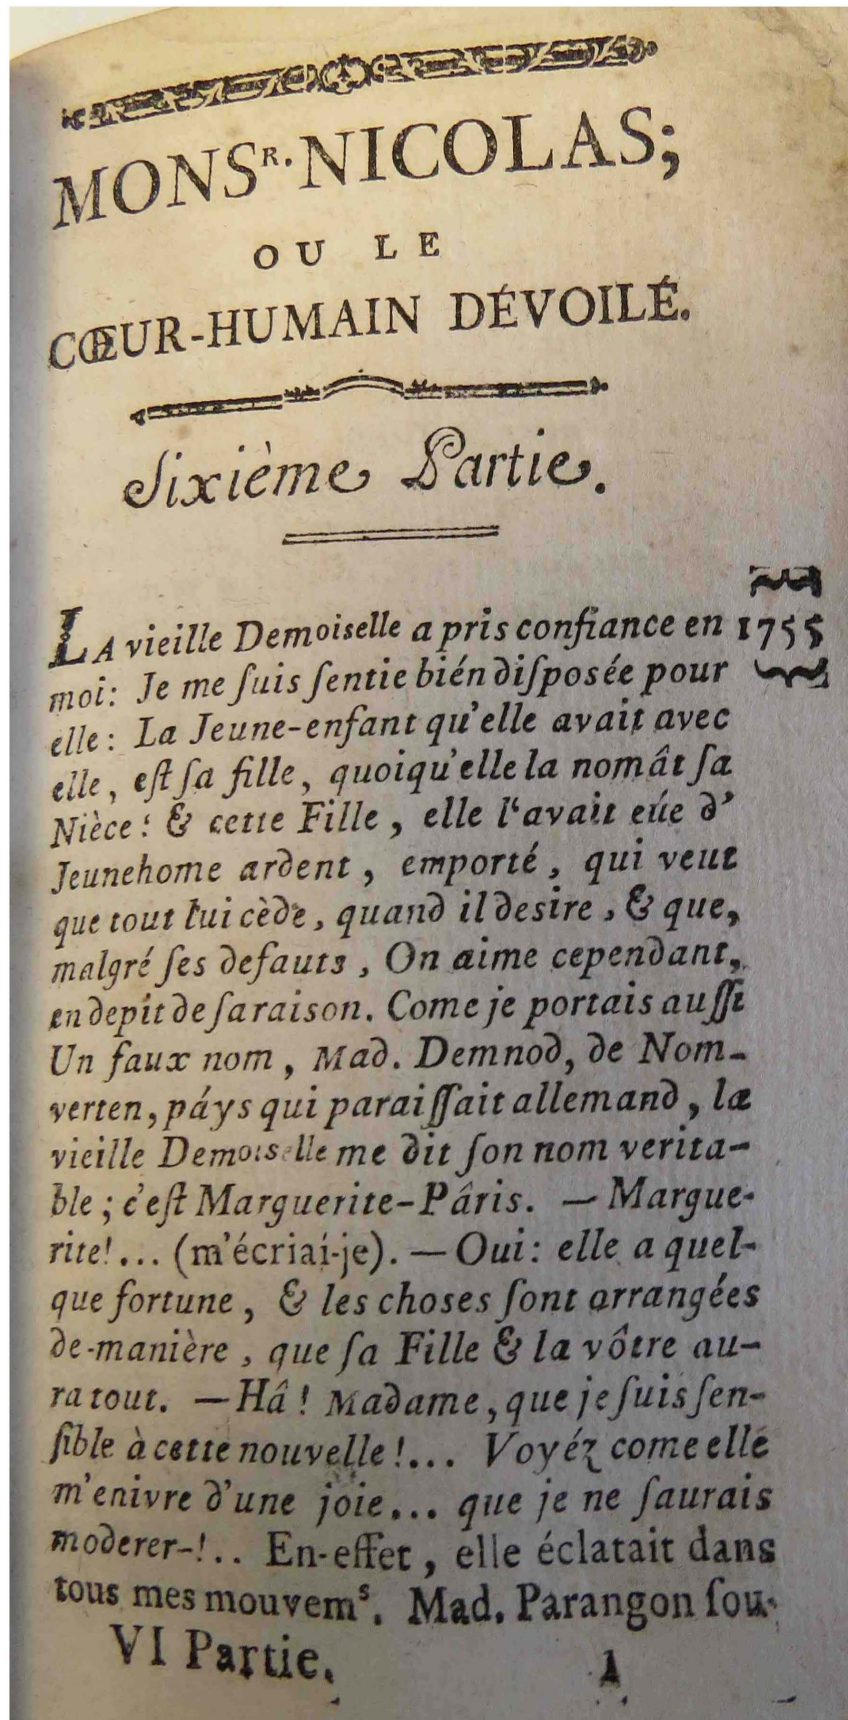 MONSR. NICOLAS;
OU LE
CŒUR-HUMAIN DÉVOILÉ.
Sixième Partie.
LA vieille Demoiselle a pris confiance en 1755
moi: Je me ſuis ſentie bién diſposée pour
elle: La Jeune-enfant qu'elle avait avec
elle, eſt ſa fille, quoiqu'elle la nomât ſa
Nièce: & cette Fille, elle l'avait eúe d'
Jeunehome ardent, emporté, qui veut
que tout lui cède, quand il desire, & que,
malgré ſes defauts, On aime cependant,
en depit de ſa raison. Come je portais auſſi
Un faux nom, Mad. Demnod, de Nom-
verten, páys qui paraiſſait allemand, la
vieille Demoiselle me dit ſon nom verita-
ble; c'eſt Marguerite-Pâris. — Margue-
rite!... (m'écriai-je). — Oui: elle a quel-
que fortune, & les choses ſont arrangées
de-manière, que ſa Fille & la vôtre au-
ra tout. — Hâ! Madame, que je ſuis ſen-
ſible à cette nouvelle!... Voyéz come elle
m'enivre d'une joie... que je ne ſaurais
moderer-!.. En-effet, elle éclatait dans
tous mes mouvems. Mad. Parangon ſou-
VI Partie. 1